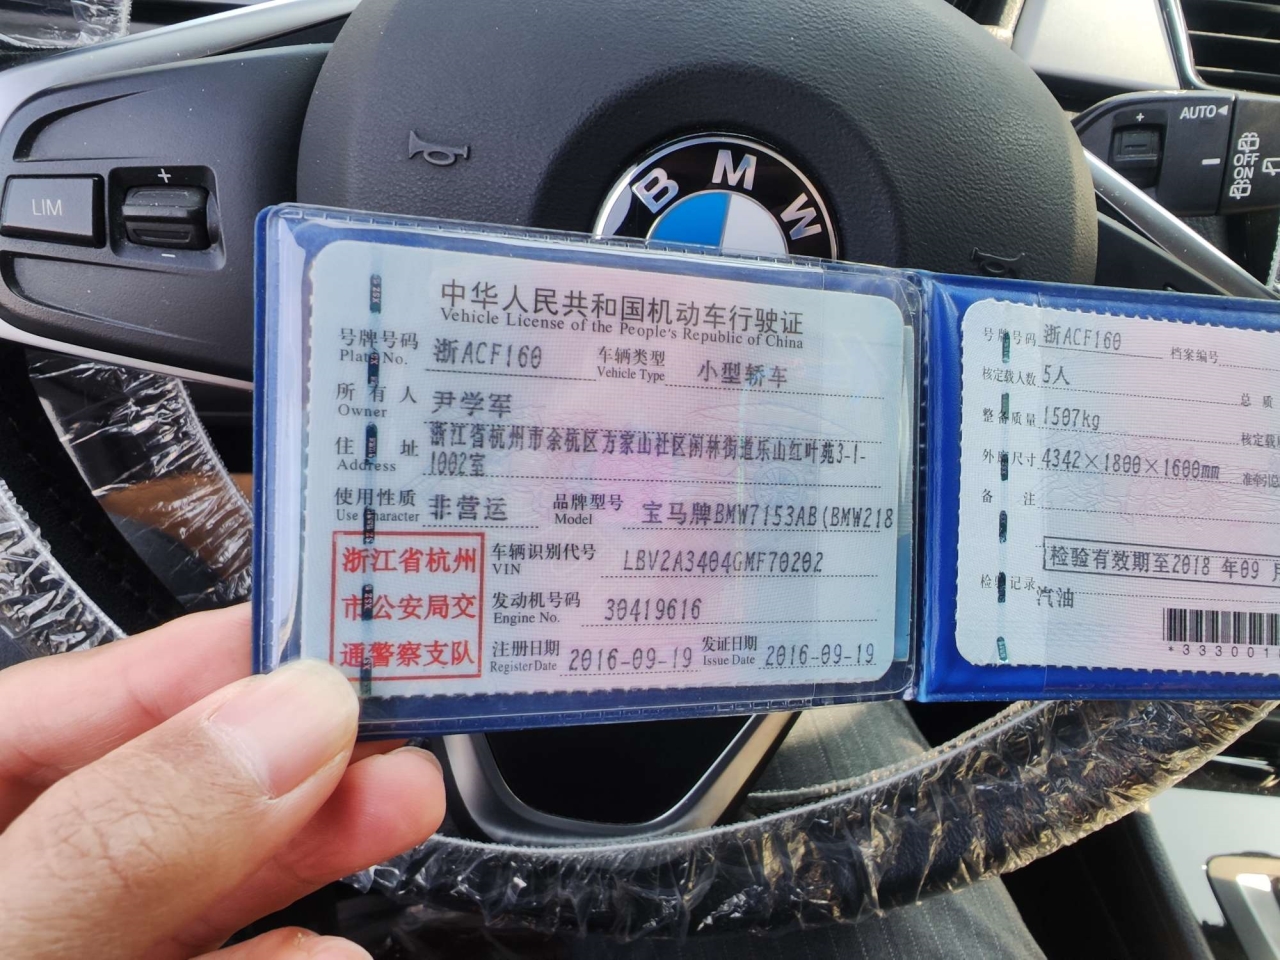 LIM
+
−
BMW
+
AUTO
OFF
ON
中华人民共和国机动车行驶证
Vehicle License of the People's Republic of China
号牌号码 浙ACF160 车辆类型 小型轿车
Plate No. Vehicle Type
所有人 尹学军
Owner
住址 浙江省杭州市余杭区方家山社区闲林街道乐山红叶苑3-1-
Address 1002室
使用性质 非营运 品牌型号 宝马牌BMW7153AB(BMW218
Use Character Model
浙江省杭州
市公安局交
通警察支队
车辆识别代号 LBV2A3404GMF70202
VIN
发动机号码 30419616
Engine No.
注册日期 2016-09-19 发证日期 2016-09-19
Register Date Issue Date
号牌号码 浙ACF160 档案编号
核定载人数 5人 总质
整备质量 1507kg 核定载
外廓尺寸 4342×1800×1600mm 准牵引总
备注
检验有效期至2018 年09 月
检验记录
汽油
*333001